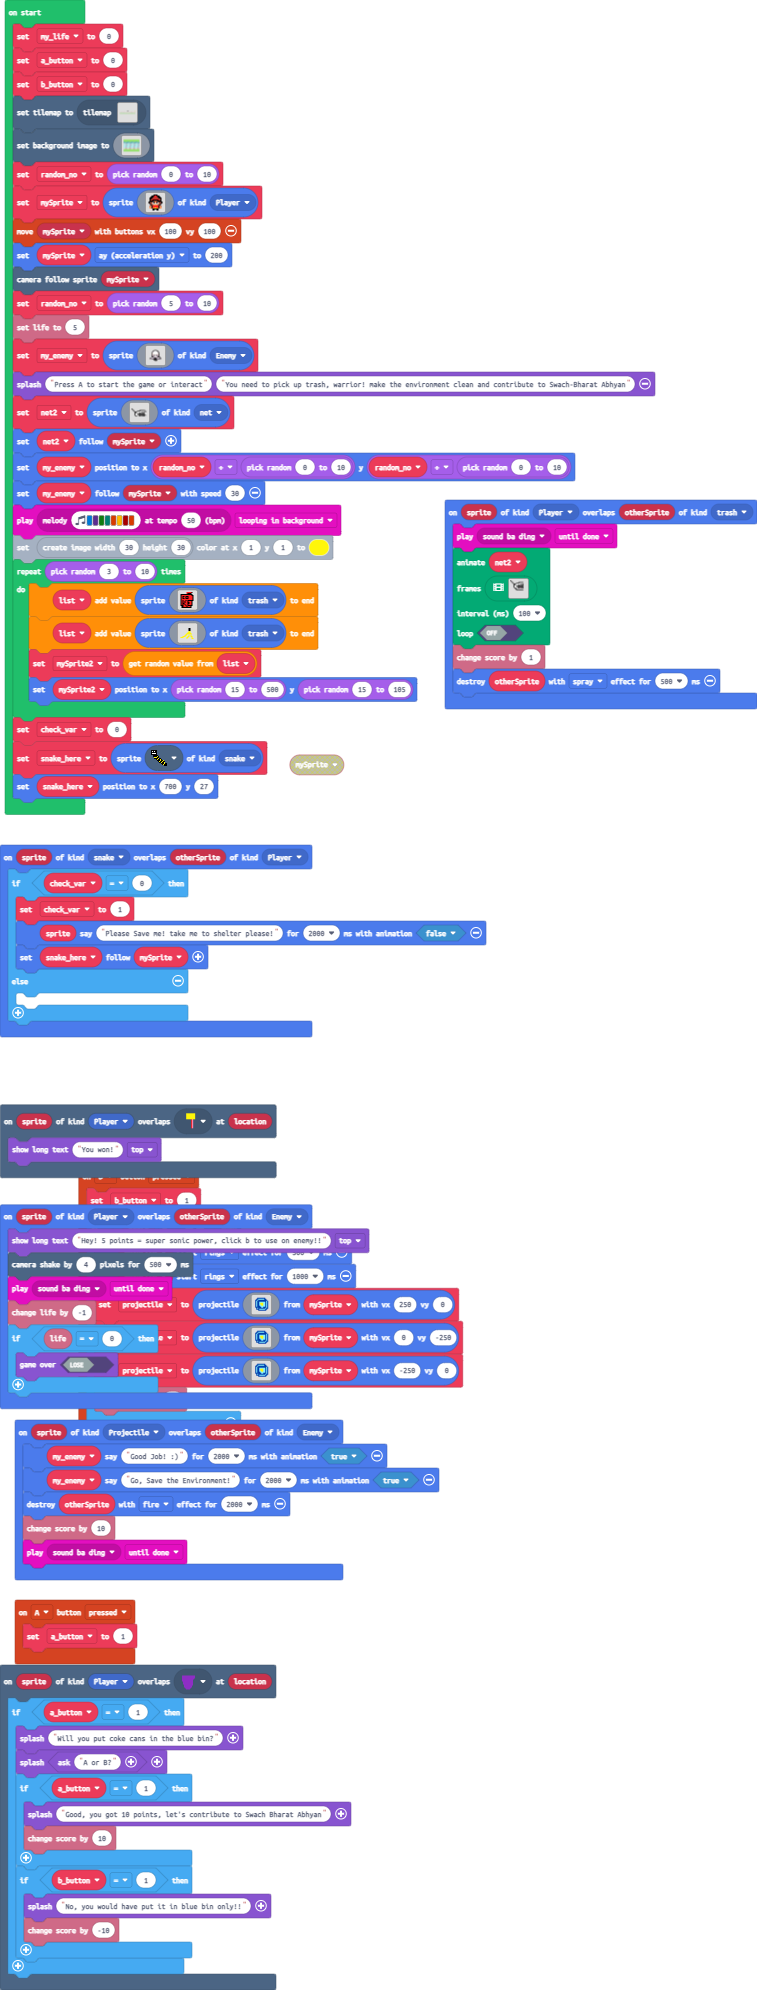 on start
set my_life to 0
set a_button to 0
set b_button to 0
set tilemap to tilemap
set background image to
set random_no to pick random 0 to 10
set mySprite to sprite of kind Player
move mySprite with buttons vx 100 vy 100
set mySprite ay (acceleration y) to 200
camera follow sprite mySprite
set random_no to pick random 5 to 10
set life to 5
set my_enemy to sprite of kind Enemy
splash "Press A to start the game or interact" "You need to pick up trash, warrior! make the environment clean and contribute to Swach-Bharat Abhyan"
set net2 to sprite of kind net
set net2 follow mySprite
set my_enemy position to x random_no + pick random 0 to 10 y random_no + pick random 0 to 10
set my_enemy follow mySprite with speed 30
play melody at tempo 50 (bpm) looping in background
set create image width 30 height 30 color at x 1 y 1 to
repeat pick random 3 to 10 times
do
list add value sprite of kind trash to end
list add value sprite of kind trash to end
set mySprite2 to get random value from list
set mySprite2 position to x pick random 15 to 500 y pick random 15 to 105
set check_var to 0
set snake_here to sprite of kind snake
set snake_here position to x 700 y 27
on sprite of kind Player overlaps otherSprite of kind trash
play sound ba ding until done
animate net2
frames
interval (ms) 100
loop OFF
change score by 1
destroy otherSprite with spray effect for 500 ms
mySprite
on sprite of kind snake overlaps otherSprite of kind Player
if check_var = 0 then
set check_var to 1
sprite say "Please Save me! take me to shelter please!" for 2000 ms with animation false
set snake_here follow mySprite
else
on sprite of kind Player overlaps at location
show long text "You won!" top
set b_button to 1
on sprite of kind Player overlaps otherSprite of kind Enemy
show long text "Hey! 5 points = super sonic power, click b to use on enemy!!" top
camera shake by 4 pixels for 500 ms
rings effect for 1000 ms
play sound ba ding until done
change life by -1
set projectile to projectile from mySprite with vx 250 vy 0
if life = 0 then
to projectile from mySprite with vx 0 vy -250
game over LOSE
projectile to projectile from mySprite with vx -250 vy 0
on sprite of kind Projectile overlaps otherSprite of kind Enemy
my_enemy say "Good Job! :)" for 2000 ms with animation true
my_enemy say "Go, Save the Environment!" for 2000 ms with animation true
destroy otherSprite with fire effect for 2000 ms
change score by 10
play sound ba ding until done
on A button pressed
set a_button to 1
on sprite of kind Player overlaps at location
if a_button = 1 then
splash "Will you put coke cans in the blue bin?"
splash ask "A or B?"
if a_button = 1 then
splash "Good, you got 10 points, let's contribute to Swach Bharat Abhyan"
change score by 10
if b_button = 1 then
splash "No, you would have put it in blue bin only!!"
change score by -10